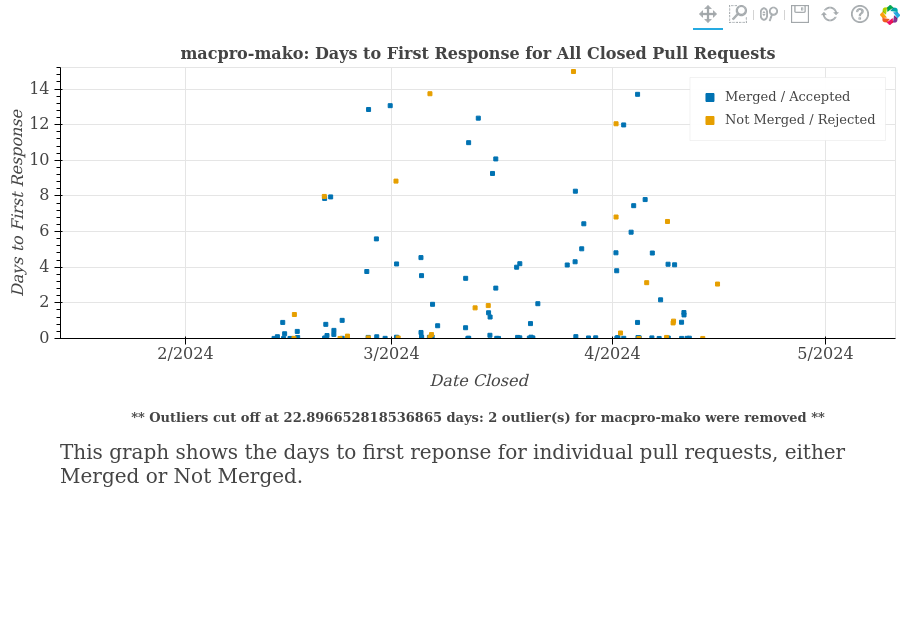 macpro-mako: Days to First Response for All Closed Pull Requests
Merged / Accepted
Not Merged / Rejected
Days to First Response
14
12
10
8
6
4
2
0
2/2024
3/2024
4/2024
5/2024
Date Closed
** Outliers cut off at 22.896652818536865 days: 2 outlier(s) for macpro-mako were removed **
This graph shows the days to first reponse for individual pull requests, either
Merged or Not Merged.